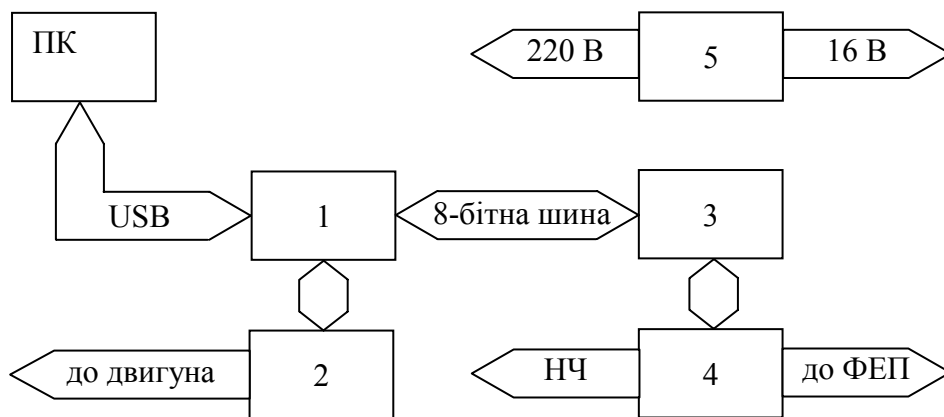 ПК
220 В
5
16 В
USB
1
8-бітна шина
3
до двигуна
2
НЧ
4
до ФЕП